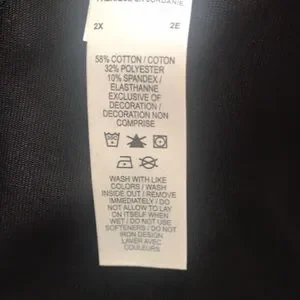 2X 2E
58% COTTON / COTON
32% POLYESTER
10% SPANDEX /
ELASTHANNE
EXCLUSIVE OF
DECORATION /
DECORATION NON
COMPRISE
WASH WITH LIKE
COLORS / WASH
INSIDE OUT / REMOVE
IMMEDIATELY / DO
NOT ALLOW TO LAY
ON ITSELF WHEN
WET / DO NOT USE
SOFTENERS / DO NOT
IRON DESIGN
LAVER AVEC
COULEURS